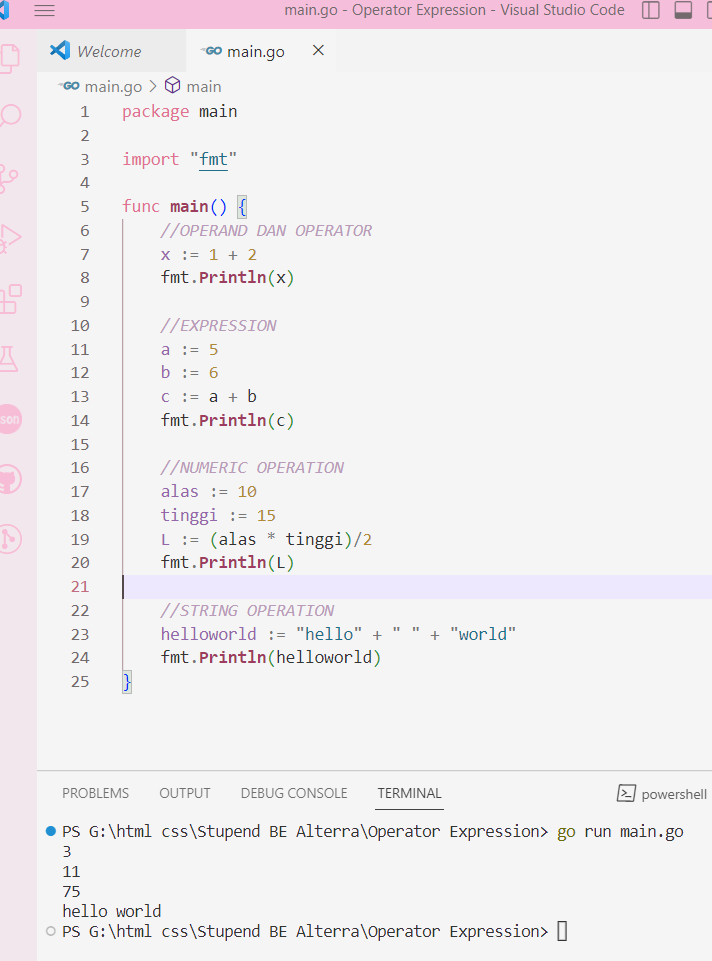 main.go - Operator Expression - Visual Studio Code
Welcome
GO main.go
GO main.go > main
1 package main
2
3 import "fmt"
4
5 func main() {
6 //OPERAND DAN OPERATOR
7 x := 1 + 2
8 fmt.Println(x)
9
10 //EXPRESSION
11 a := 5
12 b := 6
13 c := a + b
14 fmt.Println(c)
15
16 //NUMERIC OPERATION
17 alas := 10
18 tinggi := 15
19 L := (alas * tinggi)/2
20 fmt.Println(L)
21
22 //STRING OPERATION
23 helloworld := "hello" + " " + "world"
24 fmt.Println(helloworld)
25 }
PROBLEMS OUTPUT DEBUG CONSOLE TERMINAL powershell
PS G:\html css\Stupend BE Alterra\Operator Expression> go run main.go
3
11
75
hello world
PS G:\html css\Stupend BE Alterra\Operator Expression>